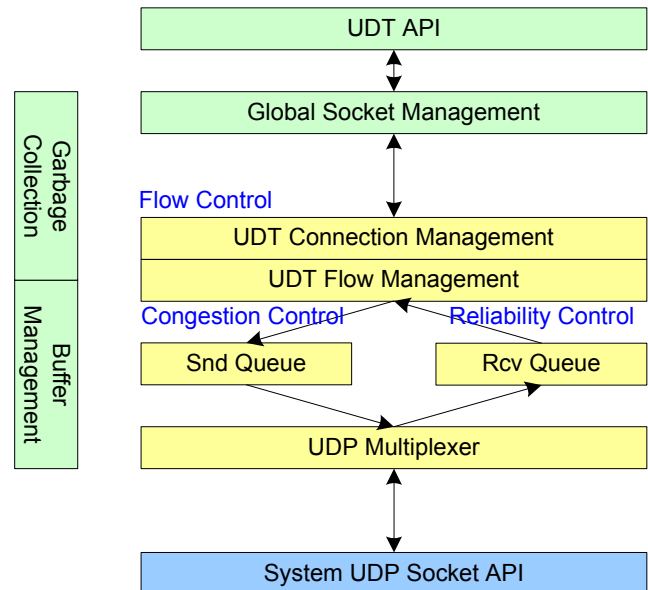 UDT API
Global Socket Management
Garbage
Collection
Flow Control
UDT Connection Management
UDT Flow Management
Congestion Control
Reliability Control
Buffer
Management
Snd Queue
Rcv Queue
UDP Multiplexer
System UDP Socket API